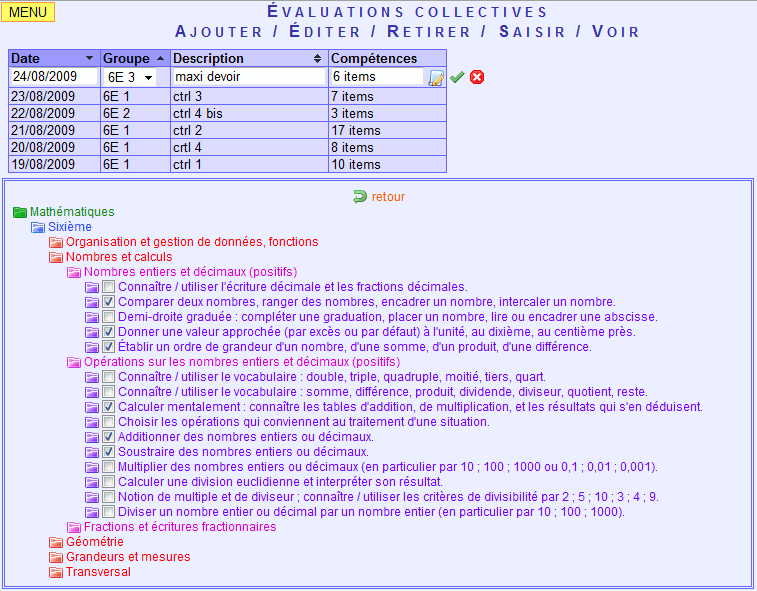 MENU
ÉVALUATIONS COLLECTIVES
AJOUTER / ÉDITER / RETIRER / SAISIR / VOIR
Date Groupe Description Compétences
24/08/2009 6E 3 maxi devoir 6 items
23/08/2009 6E 1 ctrl 3 7 items
22/08/2009 6E 2 ctrl 4 bis 3 items
21/08/2009 6E 1 ctrl 2 17 items
20/08/2009 6E 1 crtl 4 8 items
19/08/2009 6E 1 ctrl 1 10 items
retour
Mathématiques
Sixième
Organisation et gestion de données, fonctions
Nombres et calculs
Nombres entiers et décimaux (positifs)
Connaître / utiliser l'écriture décimale et les fractions décimales.
Comparer deux nombres, ranger des nombres, encadrer un nombre, intercaler un nombre.
Demi-droite graduée : compléter une graduation, placer un nombre, lire ou encadrer une abscisse.
Donner une valeur approchée (par excès ou par défaut) à l'unité, au dixième, au centième près.
Établir un ordre de grandeur d'un nombre, d'une somme, d'un produit, d'une différence.
Opérations sur les nombres entiers et décimaux (positifs)
Connaître / utiliser le vocabulaire : double, triple, quadruple, moitié, tiers, quart.
Connaître / utiliser le vocabulaire : somme, différence, produit, dividende, diviseur, quotient, reste.
Calculer mentalement : connaître les tables d'addition, de multiplication, et les résultats qui s'en déduisent.
Choisir les opérations qui conviennent au traitement d'une situation.
Additionner des nombres entiers ou décimaux.
Soustraire des nombres entiers ou décimaux.
Multiplier des nombres entiers ou décimaux (en particulier par 10 ; 100 ; 1000 ou 0,1 ; 0,01 ; 0,001).
Calculer une division euclidienne et interpréter son résultat.
Notion de multiple et de diviseur ; connaître / utiliser les critères de divisibilité par 2 ; 5 ; 10 ; 3 ; 4 ; 9.
Diviser un nombre entier ou décimal par un nombre entier (en particulier par 10 ; 100 ; 1000).
Fractions et écritures fractionnaires
Géométrie
Grandeurs et mesures
Transversal